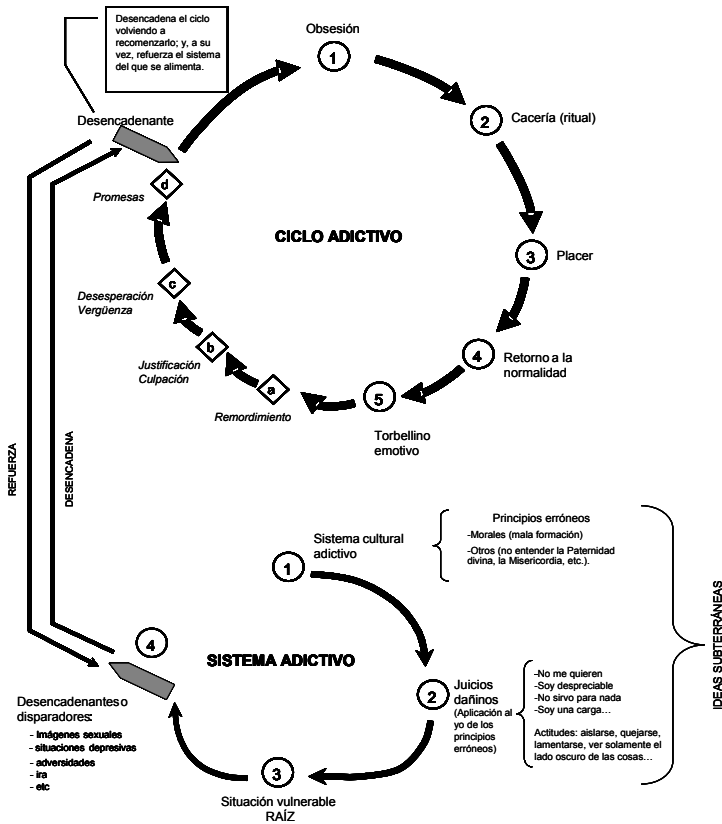 Desencadena el ciclo
volviendo a
recomenzarlo; y, a su
vez, refuerza el sistema
del que se alimenta.
Obsesión
1
Desencadenante
2
Cacería (ritual)
d
Promesas
CICLO ADICTIVO
3
Placer
c
Desesperación
Vergüenza
b
Justificación
Culpación
4
Retorno a la
normalidad
a
Remordimiento
5
Torbellino
emotivo
REFUERZA
DESENCADENA
Principios erróneos
-Morales (mala formación)
-Otros (no entender la Paternidad
divina, la Misericordia, etc.).
Sistema cultural
adictivo
1
IDEAS SUBTERRÁNEAS
4
SISTEMA ADICTIVO
2
Juicios
dañinos
(Aplicación al
yo de los
principios
erróneos)
-No me quieren
-Soy despreciable
-No sirvo para nada
-Soy una carga...
Actitudes: aislarse, quejarse,
lamentarse, ver solamente el
lado oscuro de las cosas...
Desencadenantes o
disparadores:
- Imágenes sexuales
- situaciones depresivas
- adversidades
- ira
- etc
3
Situación vulnerable
RAÍZ